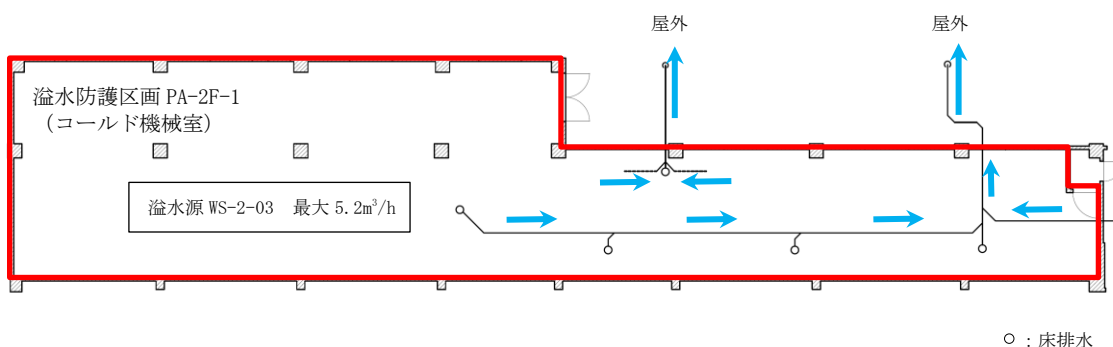 屋外
屋外
溢水防護区画 PA-2F-1
（コールド機械室）
溢水源 WS-2-03　最大 5.2m³/h
○ : 床排水